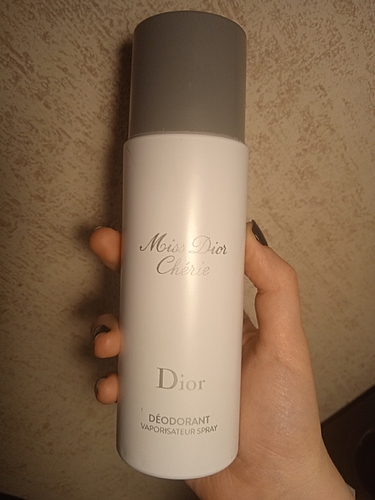 Miss Dior
Chérie
Dior
DÉODORANT
VAPORISATEUR SPRAY